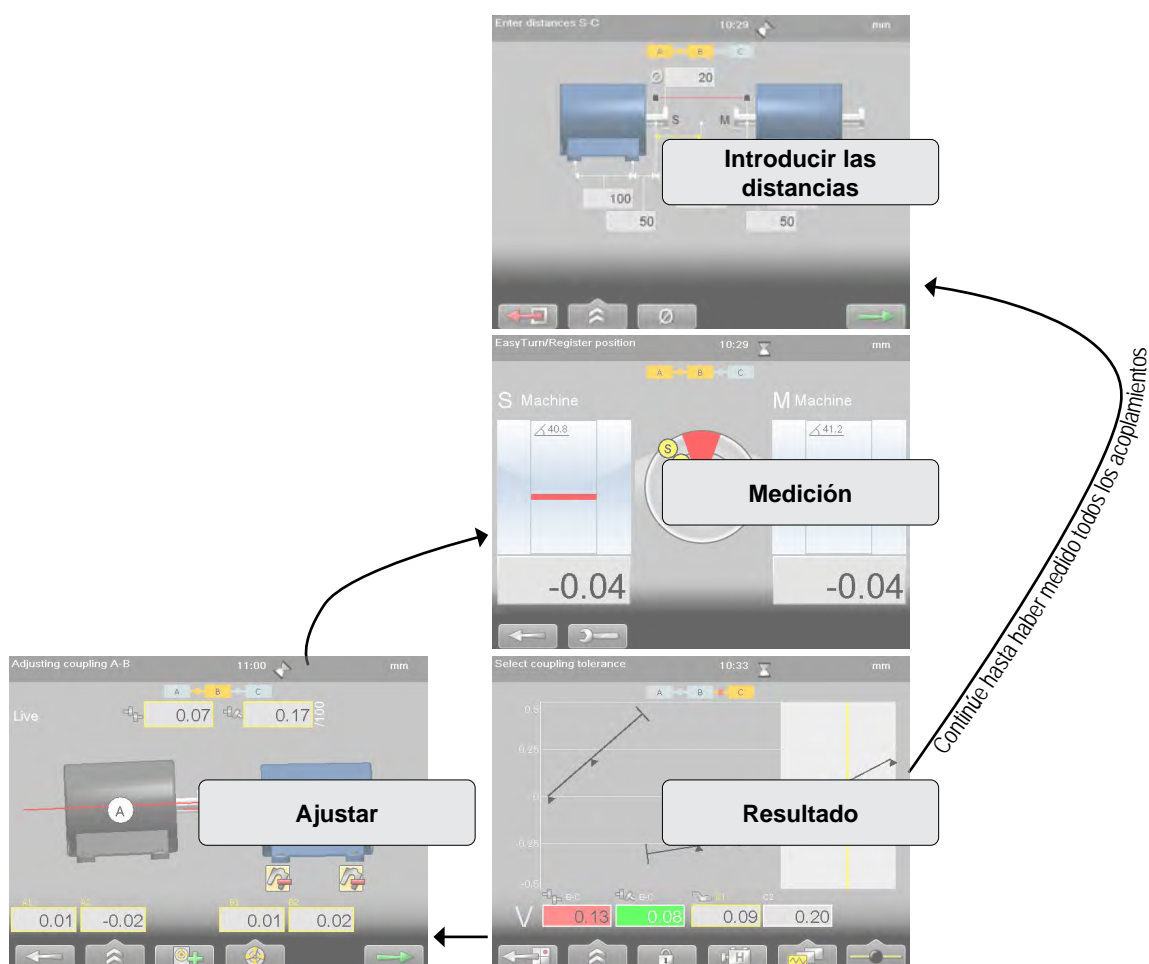 Enter distances S-C 10:29 mm
A B C
20
S M
Introducir las
distancias
100
50 50
EasyTurn/Register position 10:29 mm
A B C
S Machine M Machine
40.8 41.2
S
Medición
-0.04 -0.04
Continúe hasta haber medido todos los acoplamientos
Adjusting coupling A-B 11:00 mm
A B C
Live 0.07 0.17 /100
A
Ajustar
A1 A2 B1 B2
0.01 -0.02 0.01 0.02
Select coupling tolerance 10:33 mm
A B C
0.5
0.25
0.0
Resultado
-0.25
-0.5
B-C B-C C1 C2
V 0.13 0.08 0.09 0.20
H